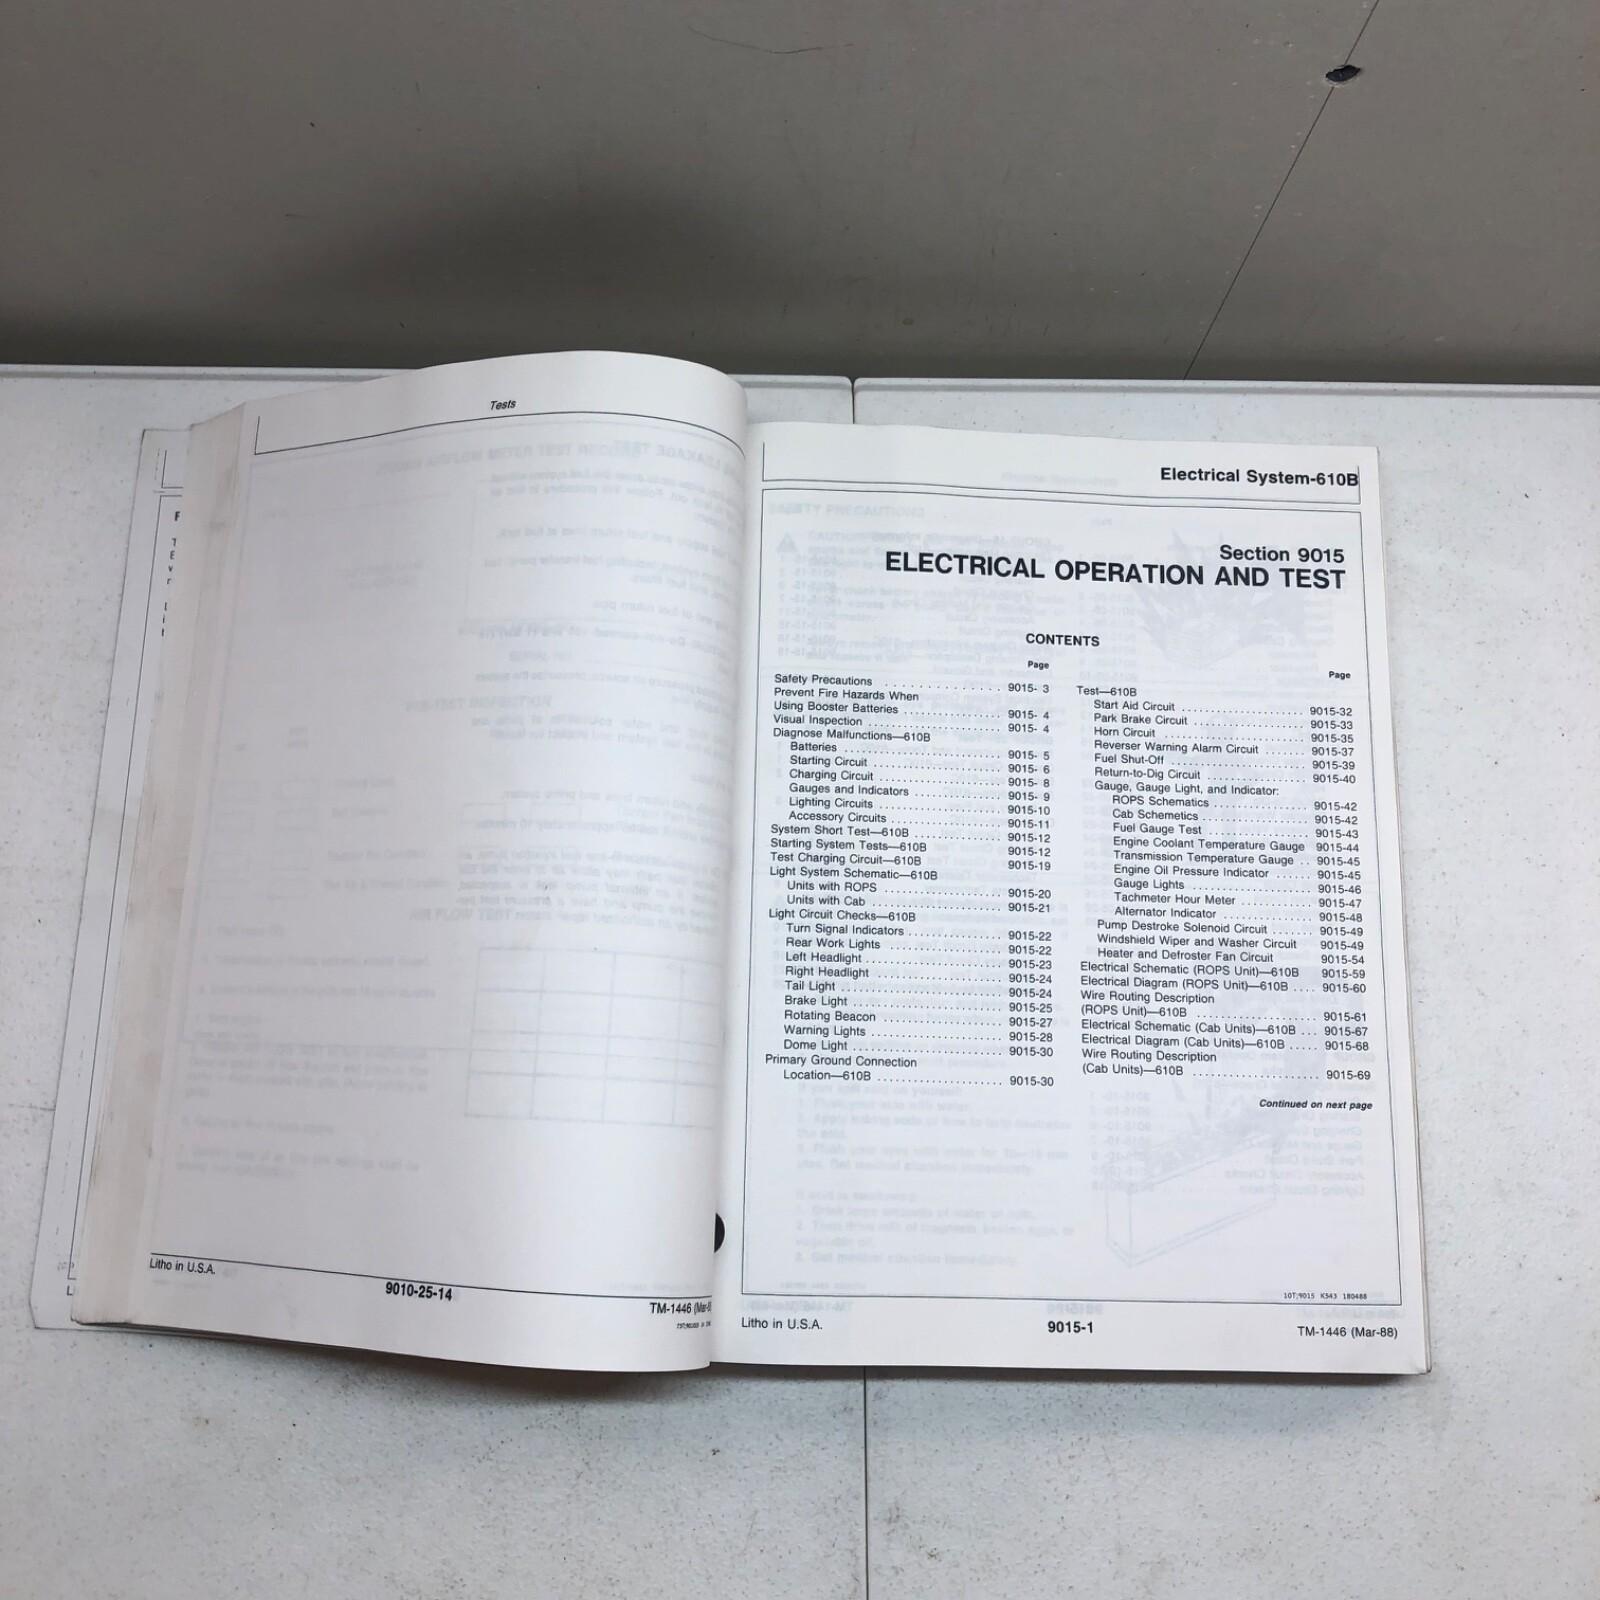 Tests
Litho in U.S.A.
9010-25-14
TM-1446 (Mar-8
Electrical System-610B
Section 9015
ELECTRICAL OPERATION AND TEST
CONTENTS
Page
Safety Precautions . . . . . . . . . . . . . . . 9015- 3
Prevent Fire Hazards When
Using Booster Batteries . . . . . . . . . . . . . . . 9015- 4
Visual Inspection . . . . . . . . . . . . . . . 9015- 4
Diagnose Malfunctions—610B
Batteries . . . . . . . . . . . . . . . 9015- 5
Starting Circuit . . . . . . . . . . . . . . . 9015- 6
Charging Circuit . . . . . . . . . . . . . . . 9015- 8
Gauges and Indicators . . . . . . . . . . . . . . . 9015- 9
Lighting Circuits . . . . . . . . . . . . . . . 9015-10
Accessory Circuits . . . . . . . . . . . . . . . 9015-11
System Short Test—610B . . . . . . . . . . . . . . . 9015-12
Starting System Tests—610B 9015-12
Test Charging Circuit—610B 9015-19
Light System Schematic—610B
Units with ROPS . . . . . . . . . . . . . . . 9015-20
Units with Cab . . . . . . . . . . . . . . . 9015-21
Light Circuit Checks—610B
Turn Signal Indicators . . . . . . . . . . . . . . . 9015-22
Rear Work Lights . . . . . . . . . . . . . . . 9015-22
Left Headlight . . . . . . . . . . . . . . . 9015-23
Right Headlight . . . . . . . . . . . . . . . 9015-24
Tail Light . . . . . . . . . . . . . . . 9015-24
Brake Light . . . . . . . . . . . . . . . 9015-25
Rotating Beacon . . . . . . . . . . . . . . . 9015-27
Warning Lights . . . . . . . . . . . . . . . 9015-28
Dome Light . . . . . . . . . . . . . . . 9015-30
Primary Ground Connection
Location—610B . . . . . . . . . . . . . . . 9015-30
Page
Test—610B
Start Aid Circuit . . . . . . . . . . . . . . . 9015-32
Park Brake Circuit . . . . . . . . . . . . . . . 9015-33
Horn Circuit . . . . . . . . . . . . . . . 9015-35
Reverser Warning Alarm Circuit . . . . . . 9015-37
Fuel Shut-Off . . . . . . . . . . . . . . . 9015-39
Return-to-Dig Circuit . . . . . . . . . . . . . . . 9015-40
Gauge, Gauge Light, and Indicator:
ROPS Schematics . . . . . . . . . . . . . . . 9015-42
Cab Schemetics . . . . . . . . . . . . . . . 9015-42
Fuel Gauge Test . . . . . . . . . . . . . . . 9015-43
Engine Coolant Temperature Gauge 9015-44
Transmission Temperature Gauge . . 9015-45
Engine Oil Pressure Indicator . . . . . . 9015-45
Gauge Lights . . . . . . . . . . . . . . . 9015-46
Tachmeter Hour Meter . . . . . . . . . . . 9015-47
Alternator Indicator . . . . . . . . . . . . . 9015-48
Pump Destroke Solenoid Circuit . . . . . . . 9015-49
Windshield Wiper and Washer Circuit 9015-49
Heater and Defroster Fan Circuit 9015-54
Electrical Schematic (ROPS Unit)—610B 9015-59
Electrical Diagram (ROPS Unit)—610B . . . . 9015-60
Wire Routing Description
(ROPS Unit)—610B . . . . . . . . . . . . . . . 9015-61
Electrical Schematic (Cab Units)—610B . . . 9015-67
Electrical Diagram (Cab Units)—610B . . . . . 9015-68
Wire Routing Description
(Cab Units)—610B . . . . . . . . . . . . . . . 9015-69
Continued on next page
10T;9015 K543 180488
Litho in U.S.A.
9015-1
TM-1446 (Mar-88)